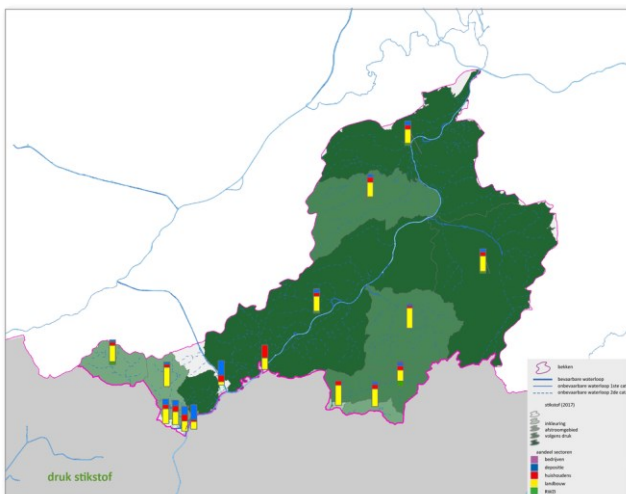 bekken
bevaarbare waterloop
onbevaarbare waterloop 1ste cat
onbevaarbare waterloop 2de cat
stikstof (2017)
inkleuring
afstroomgebied
volgens druk
aandeel sectoren
bedrijven
depositie
huishoudens
landbouw
RWZI
druk stikstof